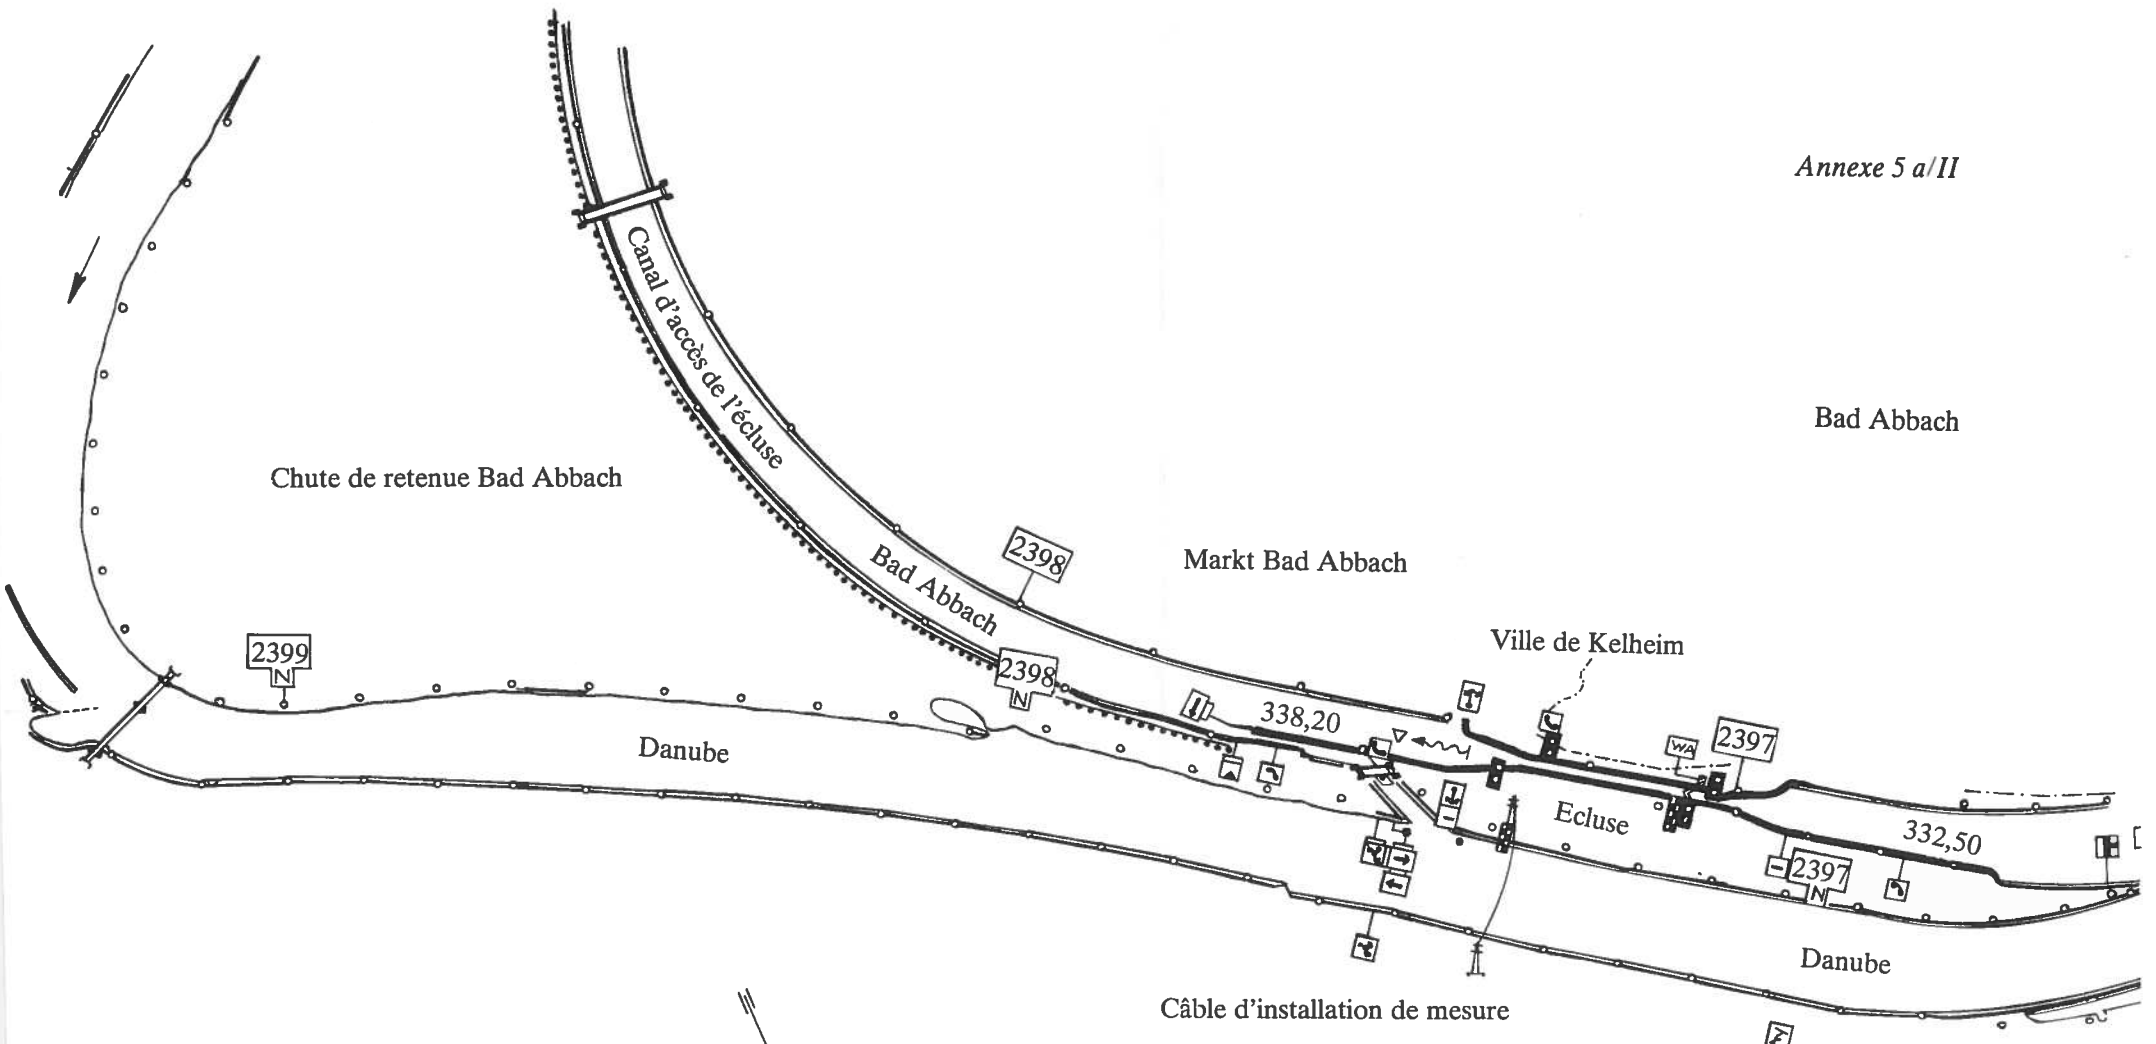 Annexe 5 a/II
Canal d'accès de l'écluse
Bad Abbach
Chute de retenue Bad Abbach
Bad Abbach
2398
Markt Bad Abbach
Ville de Kelheim
2399
N
2398
N
338,20
WA
2397
Danube
Ecluse
332,50
2397
N
Danube
Câble d'installation de mesure